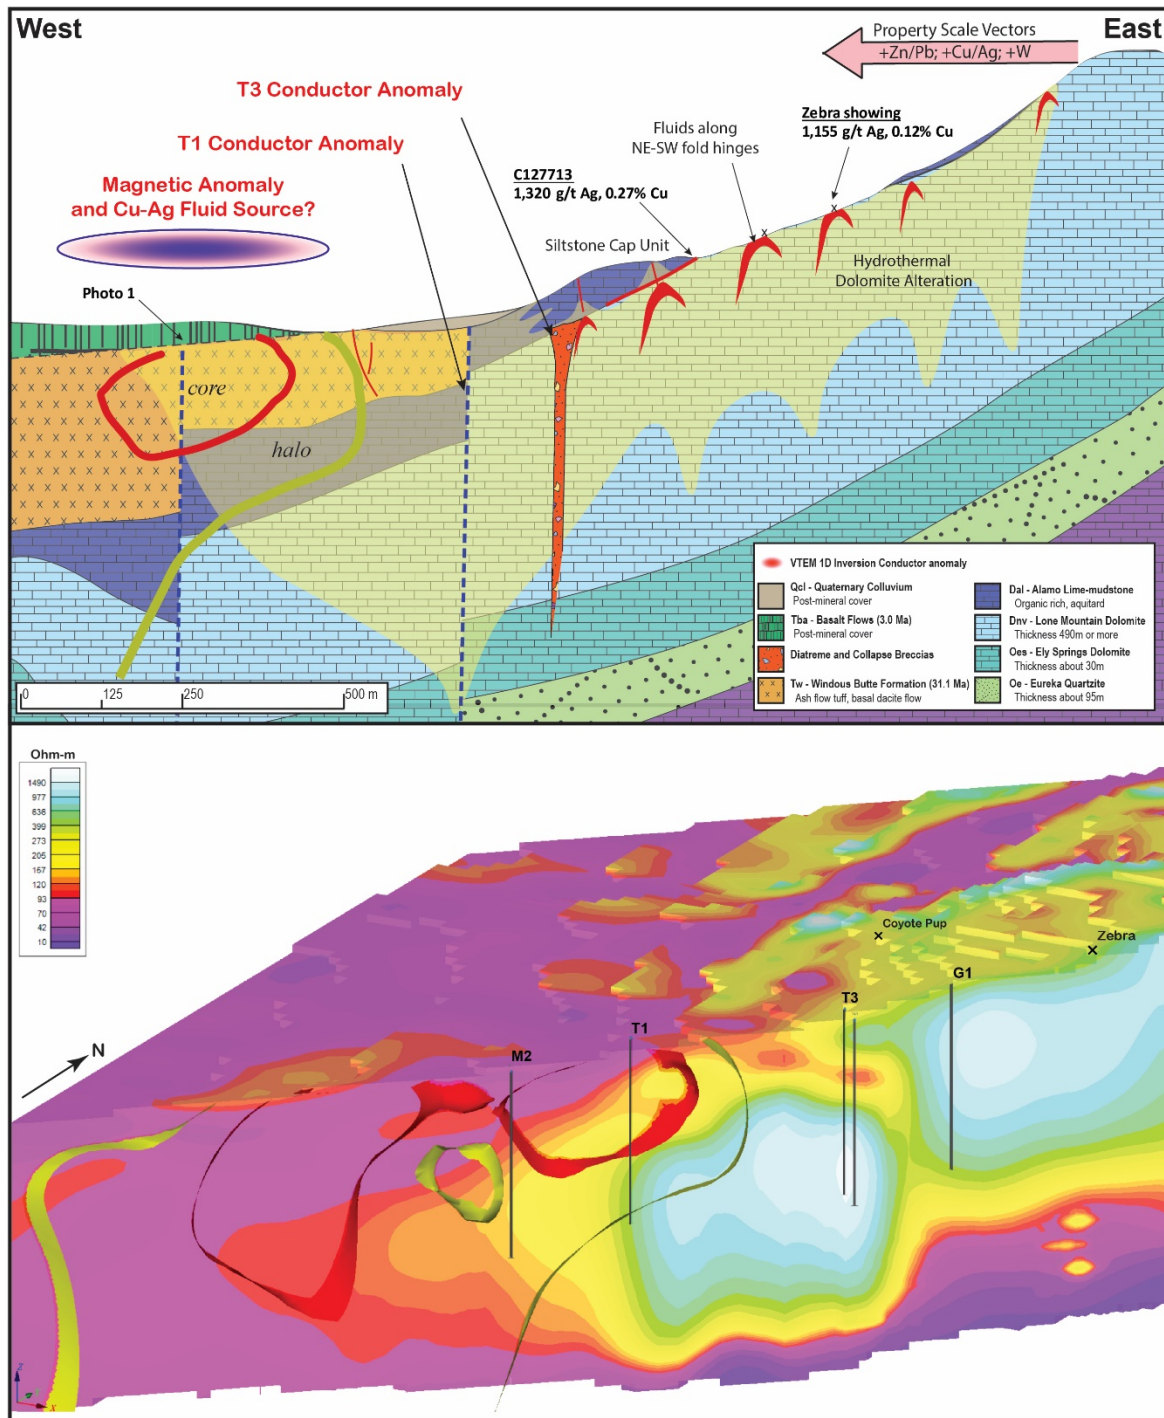 West
East
Property Scale Vectors
+Zn/Pb; +Cu/Ag; +W
T3 Conductor Anomaly
T1 Conductor Anomaly
Magnetic Anomaly
and Cu-Ag Fluid Source?
Zebra showing
1,155 g/t Ag, 0.12% Cu
Fluids along
NE-SW fold hinges
C127713
1,320 g/t Ag, 0.27% Cu
Siltstone Cap Unit
Hydrothermal
Dolomite Alteration
Photo 1
core
halo
VTEM 1D Inversion Conductor anomaly
Qcl - Quaternary Colluvium
Post-mineral cover
Tba - Basalt Flows (3.0 Ma)
Post-mineral cover
Diatreme and Collapse Breccias
Tw - Windous Butte Formation (31.1 Ma)
Ash flow tuff, basal dacite flow
Dal - Alamo Lime-mudstone
Organic rich, aquitard
Dnv - Lone Mountain Dolomite
Thickness 490m or more
Oes - Ely Springs Dolomite
Thickness about 30m
Oe - Eureka Quartzite
Thickness about 95m
0 125 250 500 m
Ohm-m
1490
977
636
399
273
205
157
120
93
70
42
10
Coyote Pup
Zebra
G1
T3
T1
M2
N
X